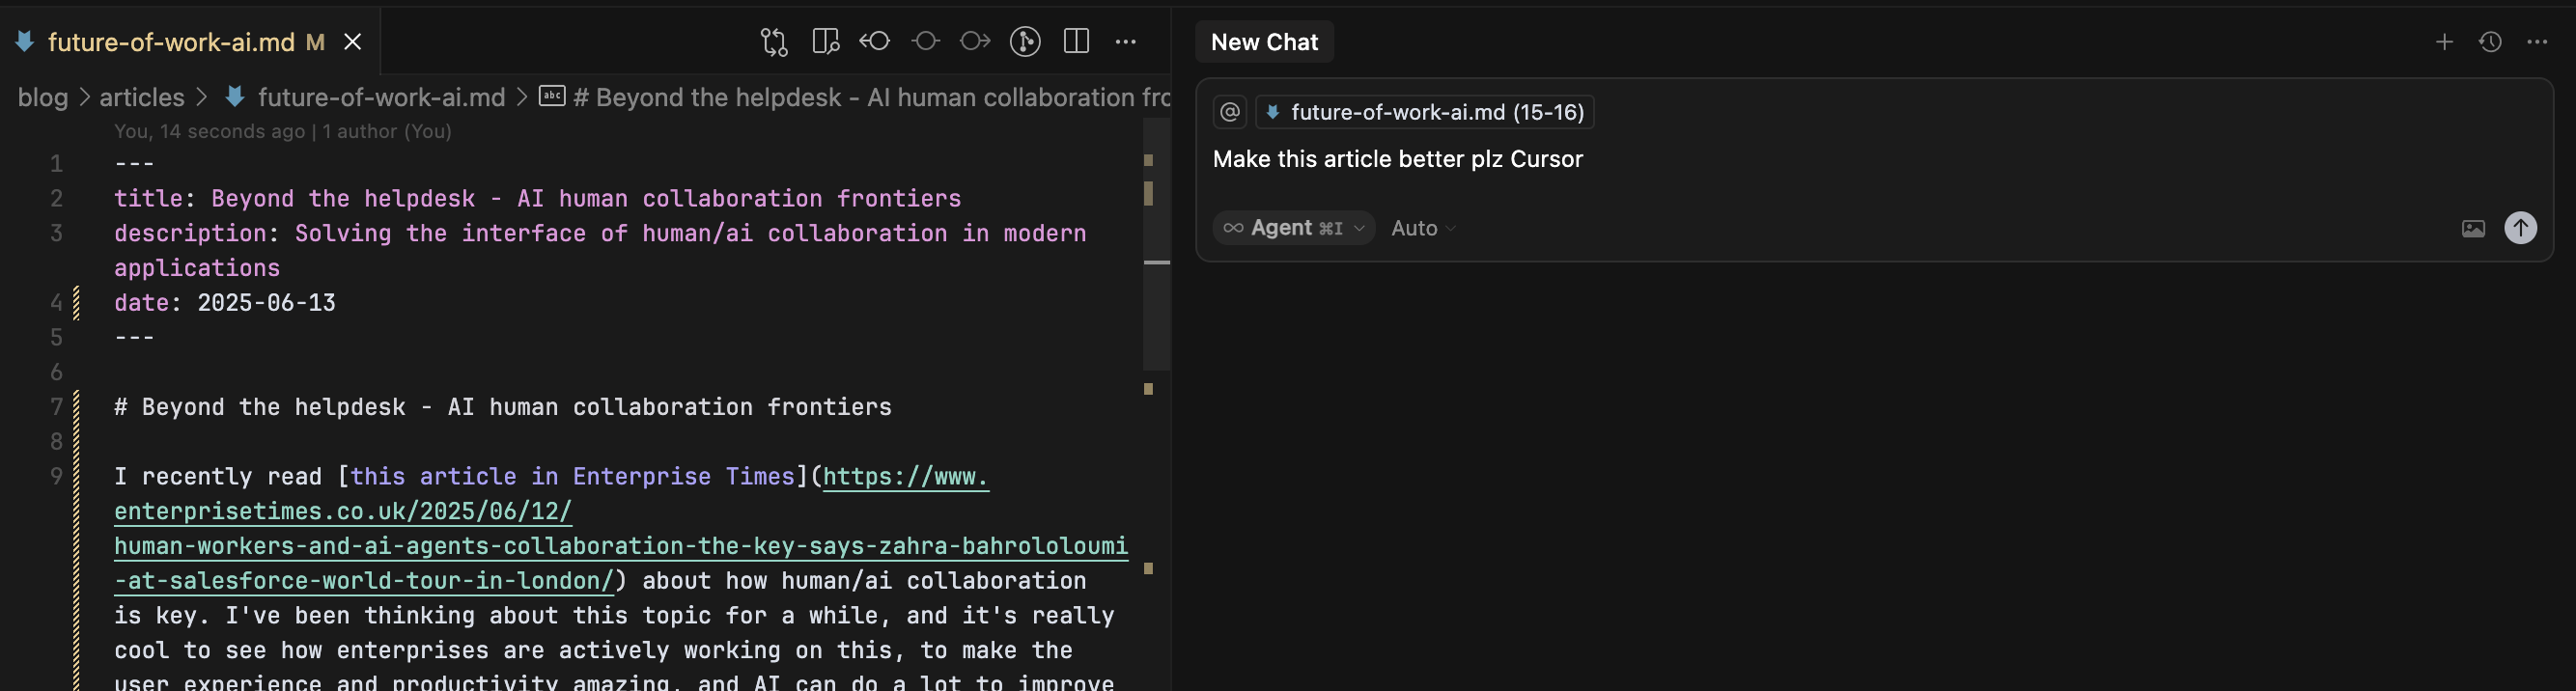 future-of-work-ai.md M
blog > articles > future-of-work-ai.md > abc # Beyond the helpdesk - AI human collaboration fro
You, 14 seconds ago | 1 author (You)
1 ---
2 title: Beyond the helpdesk - AI human collaboration frontiers
3 description: Solving the interface of human/ai collaboration in modern
applications
4 date: 2025-06-13
5 ---
6
7 # Beyond the helpdesk - AI human collaboration frontiers
8
9 I recently read [this article in Enterprise Times](https://www.
enterprisetimes.co.uk/2025/06/12/
human-workers-and-ai-agents-collaboration-the-key-says-zahra-bahrololoumi
-at-salesforce-world-tour-in-london/) about how human/ai collaboration
is key. I've been thinking about this topic for a while, and it's really
cool to see how enterprises are actively working on this, to make the
user experience and productivity amazing, and AI can do a lot to improve
New Chat
@ future-of-work-ai.md (15-16)
Make this article better plz Cursor
Agent ⌘I Auto